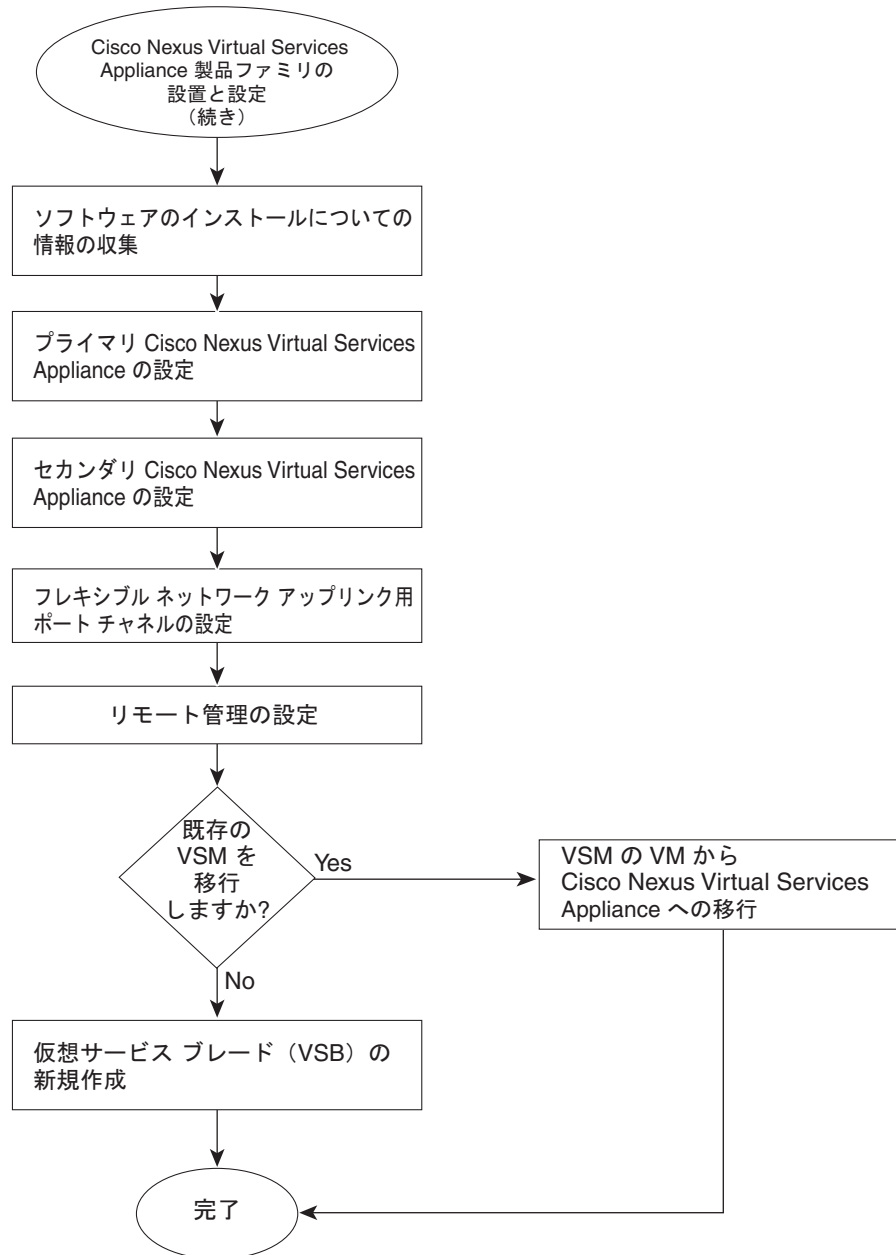 Cisco Nexus Virtual Services
Appliance 製品ファミリの
設置と設定
（続き）
ソフトウェアのインストールについての
情報の収集
プライマリ Cisco Nexus Virtual Services
Appliance の設定
セカンダリ Cisco Nexus Virtual Services
Appliance の設定
フレキシブル ネットワーク アップリンク用
ポート チャネルの設定
リモート管理の設定
既存の
VSM を
移行
しますか?
Yes
VSM の VM から
Cisco Nexus Virtual Services
Appliance への移行
No
仮想サービス ブレード（VSB）の
新規作成
完了